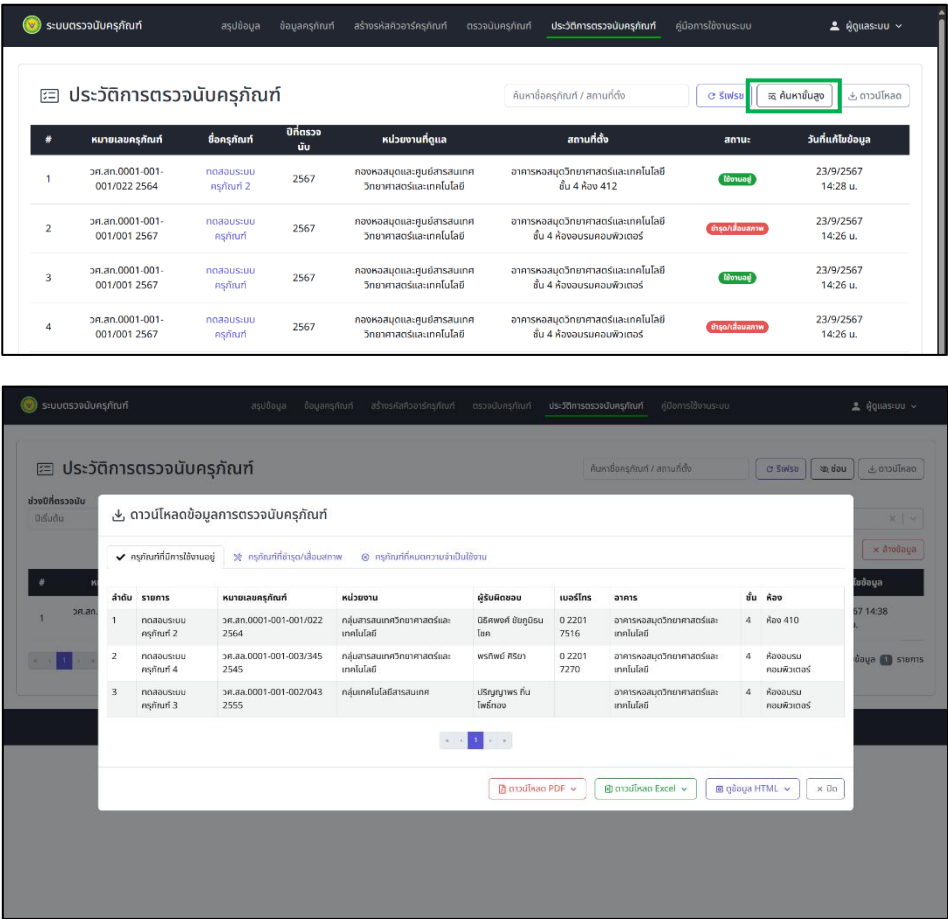 ระบบตรวจนับครุภัณฑ์ สรุปข้อมูล ข้อมูลครุภัณฑ์ สร้างรหัสคิวอาร์ครุภัณฑ์ ตรวจนับครุภัณฑ์ ประวัติการตรวจนับครุภัณฑ์ คู่มือการใช้งานระบบ ผู้ดูแลระบบ
ประวัติการตรวจนับครุภัณฑ์ ค้นหาชื่อครุภัณฑ์ / สถานที่ตั้ง รีเฟรช ค้นหาขั้นสูง ดาวน์โหลด
# หมายเลขครุภัณฑ์ ชื่อครุภัณฑ์ ปีที่ตรวจนับ หน่วยงานที่ดูแล สถานที่ตั้ง สถานะ วันที่แก้ไขข้อมูล
1 วศ.สท.0001-001-001/022 2564 ทดสอบระบบครุภัณฑ์ 2 2567 กองหอสมุดและศูนย์สารสนเทศวิทยาศาสตร์และเทคโนโลยี อาคารหอสมุดวิทยาศาสตร์และเทคโนโลยี ชั้น 4 ห้อง 412 ใช้งานอยู่ 23/9/2567 14:28 น.
2 วศ.สท.0001-001-001/001 2567 ทดสอบระบบครุภัณฑ์ 2567 กองหอสมุดและศูนย์สารสนเทศวิทยาศาสตร์และเทคโนโลยี อาคารหอสมุดวิทยาศาสตร์และเทคโนโลยี ชั้น 4 ห้องอบรมคอมพิวเตอร์ ชำรุด/เสื่อมสภาพ 23/9/2567 14:26 น.
3 วศ.สท.0001-001-001/001 2567 ทดสอบระบบครุภัณฑ์ 2567 กองหอสมุดและศูนย์สารสนเทศวิทยาศาสตร์และเทคโนโลยี อาคารหอสมุดวิทยาศาสตร์และเทคโนโลยี ชั้น 4 ห้องอบรมคอมพิวเตอร์ ใช้งานอยู่ 23/9/2567 14:26 น.
4 วศ.สท.0001-001-001/001 2567 ทดสอบระบบครุภัณฑ์ 2567 กองหอสมุดและศูนย์สารสนเทศวิทยาศาสตร์และเทคโนโลยี อาคารหอสมุดวิทยาศาสตร์และเทคโนโลยี ชั้น 4 ห้องอบรมคอมพิวเตอร์ ชำรุด/เสื่อมสภาพ 23/9/2567 14:26 น.
ระบบตรวจนับครุภัณฑ์ สรุปข้อมูล ข้อมูลครุภัณฑ์ สร้างรหัสคิวอาร์ครุภัณฑ์ ตรวจนับครุภัณฑ์ ประวัติการตรวจนับครุภัณฑ์ คู่มือการใช้งานระบบ ผู้ดูแลระบบ
ประวัติการตรวจนับครุภัณฑ์ ค้นหาชื่อครุภัณฑ์ / สถานที่ตั้ง รีเฟรช ซ่อน ดาวน์โหลด
ช่วงปีที่ตรวจนับ
ปีเริ่มต้น
ล้างข้อมูล
ดาวน์โหลดข้อมูลการตรวจนับครุภัณฑ์
ครุภัณฑ์ที่มีการใช้งานอยู่ ครุภัณฑ์ที่ชำรุด/เสื่อมสภาพ ครุภัณฑ์ที่หมดความจำเป็นใช้งาน
ลำดับ รายการ หมายเลขครุภัณฑ์ หน่วยงาน ผู้รับผิดชอบ เบอร์โทร อาคาร ชั้น ห้อง
1 ทดสอบระบบครุภัณฑ์ 2 วศ.สท.0001-001-001/022 2564 กลุ่มสารสนเทศวิทยาศาสตร์และเทคโนโลยี นิธิศพงศ์ ชัยภูมิธนโชค 0 2201 7516 อาคารหอสมุดวิทยาศาสตร์และเทคโนโลยี 4 ห้อง 410
2 ทดสอบระบบครุภัณฑ์ 4 วศ.สล.0001-001-003/345 2545 กลุ่มสารสนเทศวิทยาศาสตร์และเทคโนโลยี พรทิพย์ ศิริยา 0 2201 7270 อาคารหอสมุดวิทยาศาสตร์และเทคโนโลยี 4 ห้องอบรมคอมพิวเตอร์
3 ทดสอบระบบครุภัณฑ์ 3 วศ.สล.0001-001-002/043 2555 กลุ่มเทคโนโลยีสารสนเทศ ปริญญาพร กิ่นโพธิ์ทอง อาคารหอสมุดวิทยาศาสตร์และเทคโนโลยี 4 ห้องอบรมคอมพิวเตอร์
« ‹ 1 › »
ดาวน์โหลด PDF ดาวน์โหลด Excel ดูข้อมูล HTML ปิด